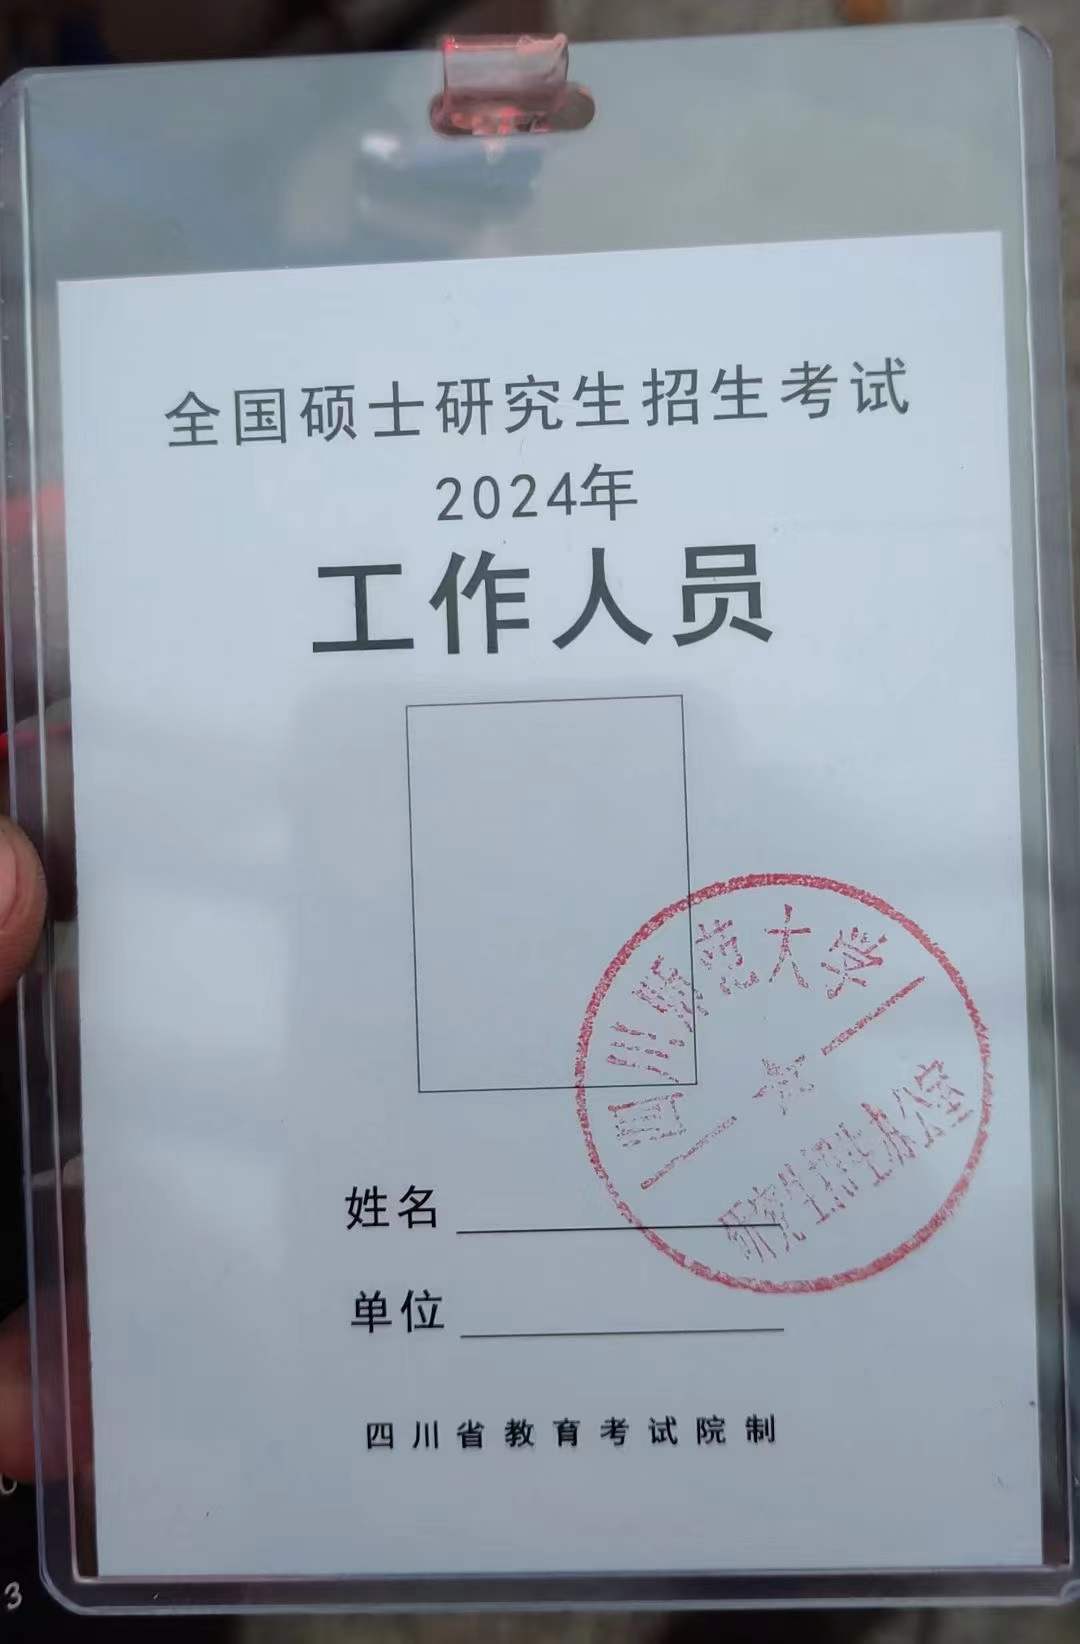 全国硕士研究生招生考试
2024年
工作人员
四川师范大学
研究生招生办公室
姓名
单位
四川省教育考试院制
3